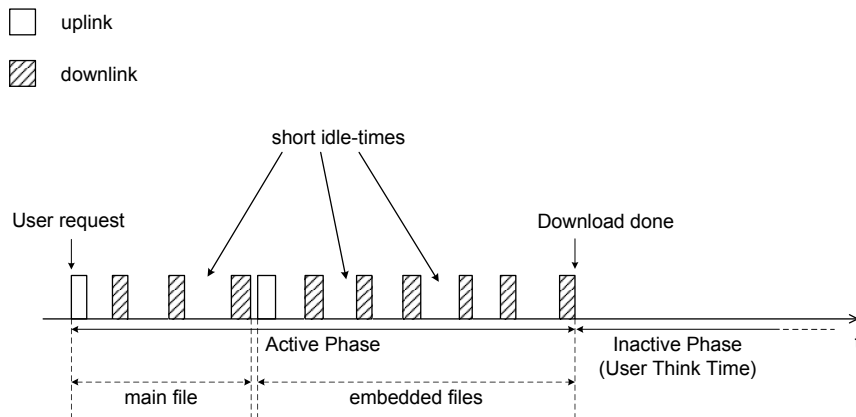 uplink
downlink
short idle-times
User request
Download done
Active Phase
Inactive Phase
(User Think Time)
main file
embedded files